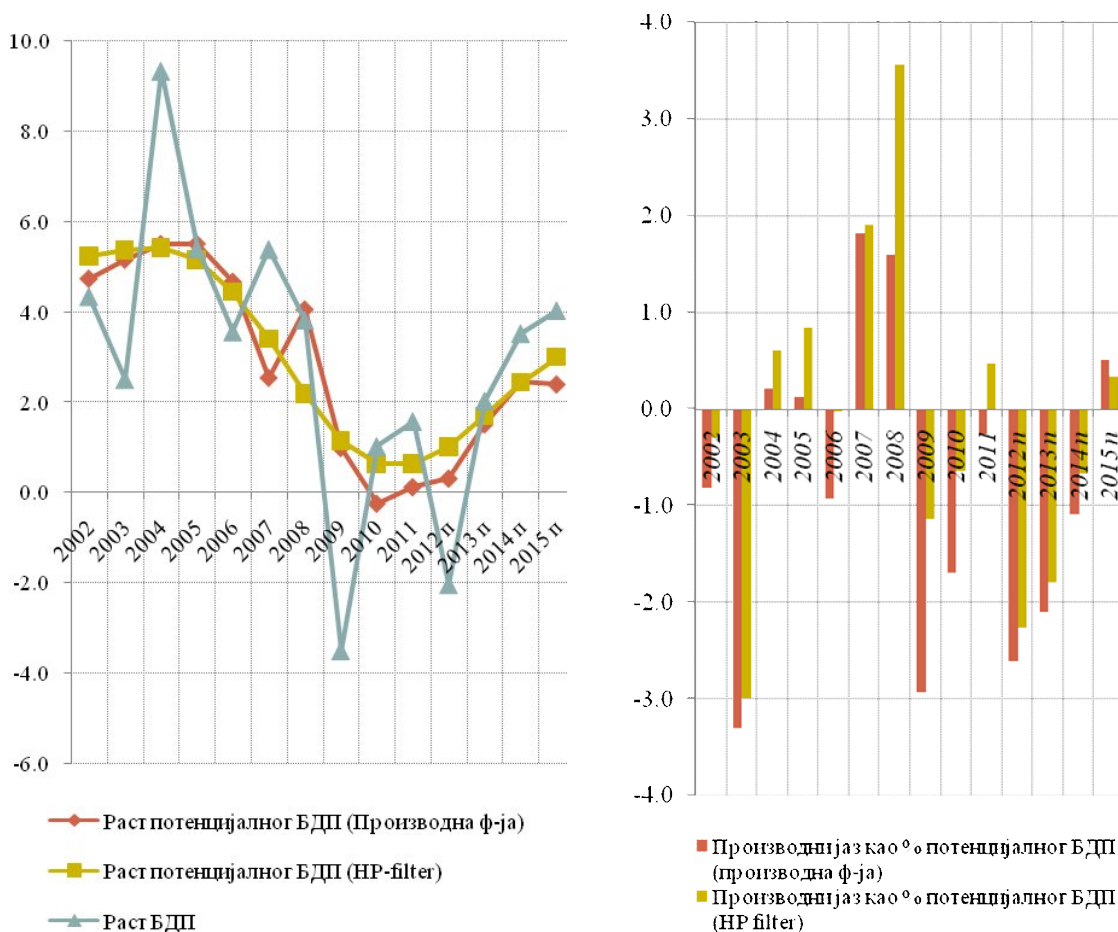 10.0
8.0
6.0
4.0
2.0
0.0
-2.0
-4.0
-6.0
2002
2003
2004
2005
2006
2007
2008
2009
2010
2011
2012 п
2013 п
2014 п
2015 п
Раст потенцијалног БДП (Производна ф-ја)
Раст потенцијалног БДП (HP-filter)
Раст БДП
4.0
3.0
2.0
1.0
0.0
-1.0
-2.0
-3.0
-4.0
2002
2003
2004
2005
2006
2007
2008
2009
2010
2011
2012п
2013п
2014п
2015п
Производни јаз као % потенцијалног БДП
(производна ф-ја)
Производни јаз као % потенцијалног БДП
(HP filter)